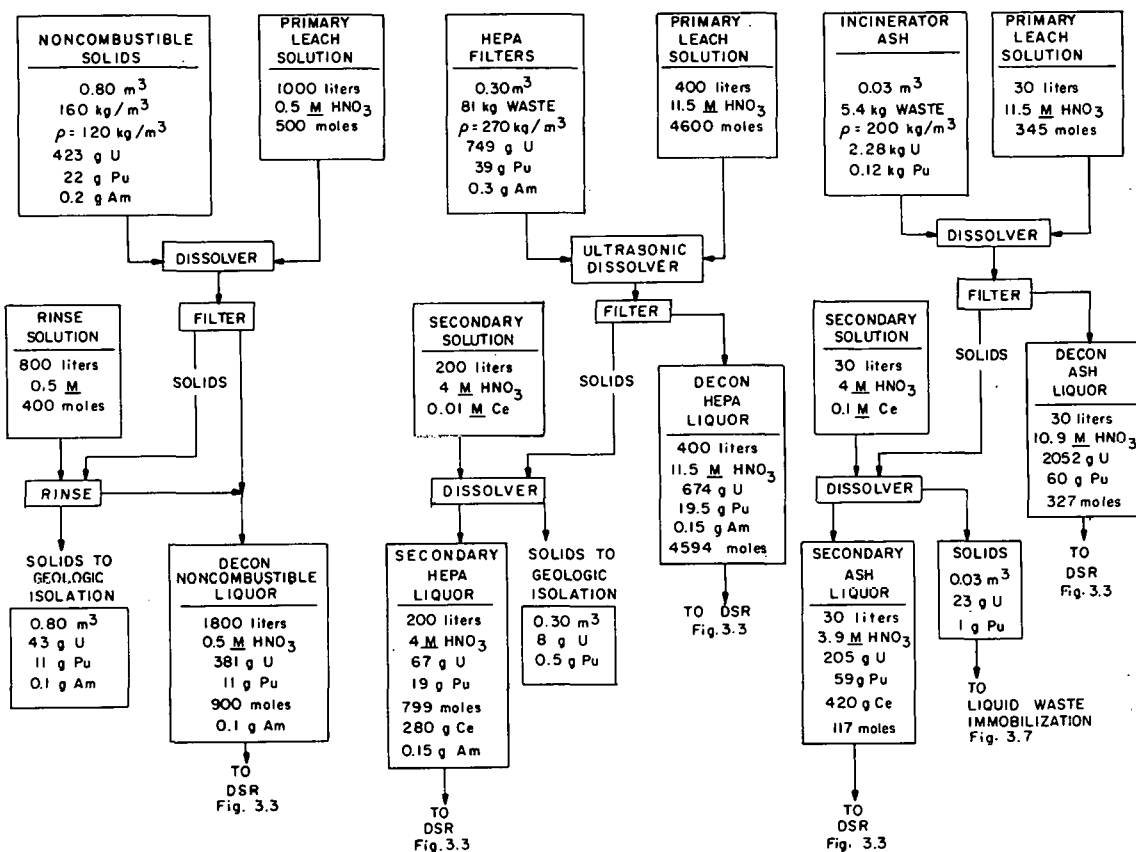 NONCOMBUSTIBLE
SOLIDS
0.80 m³
160 kg/m³
ρ = 120 kg/m³
423 g U
22 g Pu
0.2 g Am
PRIMARY
LEACH
SOLUTION
1000 liters
0.5 M HNO₃
500 moles
DISSOLVER
FILTER
RINSE
SOLUTION
800 liters
0.5 M
400 moles
SOLIDS
RINSE
SOLIDS TO
GEOLOGIC
ISOLATION
0.80 m³
43 g U
11 g Pu
0.1 g Am
DECON
NONCOMBUSTIBLE
LIQUOR
1800 liters
0.5 M HNO₃
381 g U
11 g Pu
900 moles
0.1 g Am
TO
DSR
Fig. 3.3
HEPA
FILTERS
0.30 m³
81 kg WASTE
ρ = 270 kg/m³
749 g U
39 g Pu
0.3 g Am
PRIMARY
LEACH
SOLUTION
400 liters
11.5 M HNO₃
4600 moles
ULTRASONIC
DISSOLVER
FILTER
SECONDARY
SOLUTION
200 liters
4 M HNO₃
0.01 M Ce
SOLIDS
DECON
HEPA
LIQUOR
400 liters
11.5 M HNO₃
674 g U
19.5 g Pu
0.15 g Am
4594 moles
TO DSR
Fig. 3.3
DISSOLVER
SECONDARY
HEPA
LIQUOR
200 liters
4 M HNO₃
67 g U
19 g Pu
799 moles
280 g Ce
0.15 g Am
TO
DSR
Fig. 3.3
SOLIDS TO
GEOLOGIC
ISOLATION
0.30 m³
8 g U
0.5 g Pu
INCINERATOR
ASH
0.03 m³
5.4 kg WASTE
ρ = 200 kg/m³
2.28 kg U
0.12 kg Pu
PRIMARY
LEACH
SOLUTION
30 liters
11.5 M HNO₃
345 moles
DISSOLVER
FILTER
SECONDARY
SOLUTION
30 liters
4 M HNO₃
0.1 M Ce
SOLIDS
DECON
ASH
LIQUOR
30 liters
10.9 M HNO₃
2052 g U
60 g Pu
327 moles
TO
DSR
Fig. 3.3
DISSOLVER
SECONDARY
ASH
LIQUOR
30 liters
3.9 M HNO₃
205 g U
59 g Pu
420 g Ce
117 moles
TO
DSR
Fig. 3.3
SOLIDS
0.03 m³
23 g U
1 g Pu
TO
LIQUID WASTE
IMMOBILIZATION
Fig. 3.7